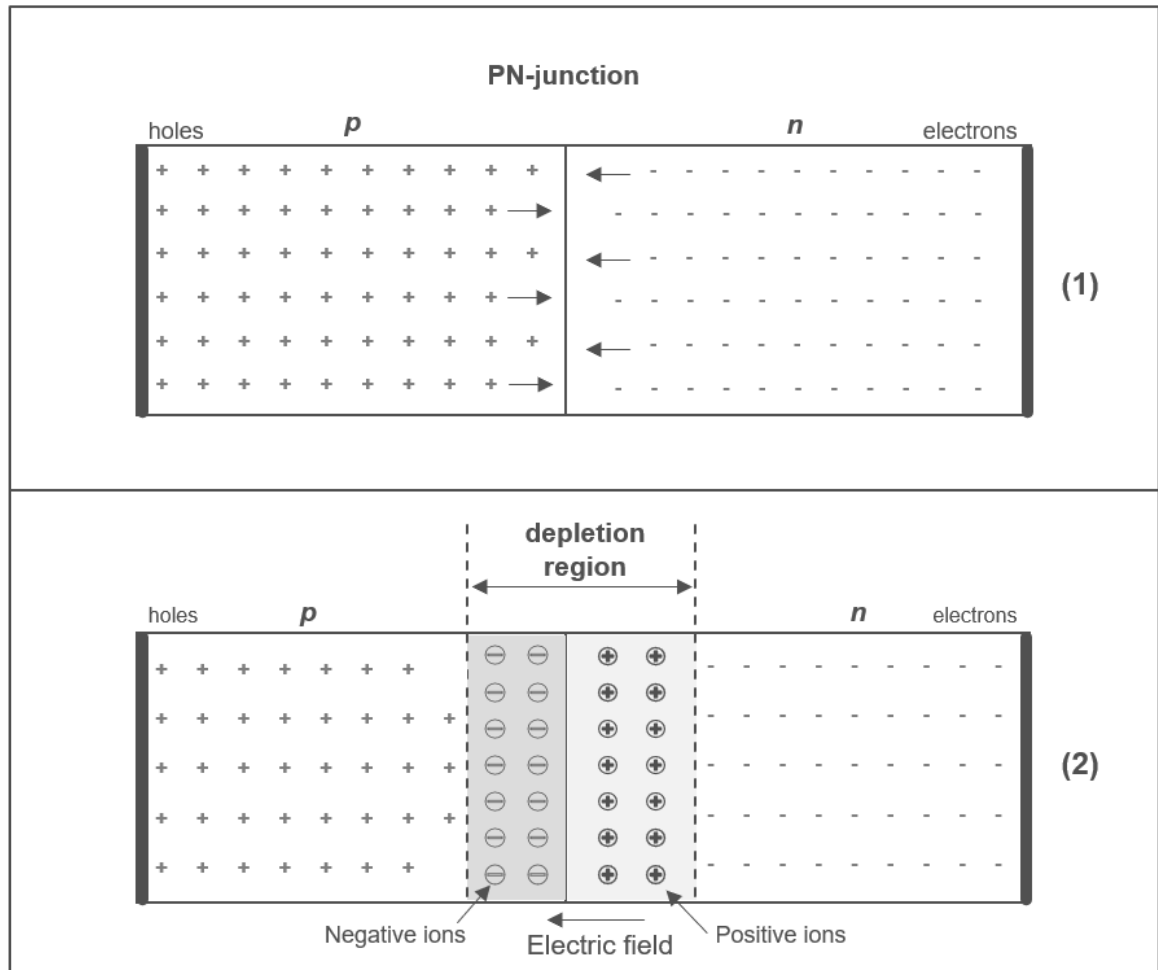 PN-junction
holes p n electrons
(1)
depletion
region
holes p n electrons
(2)
Negative ions Electric field Positive ions